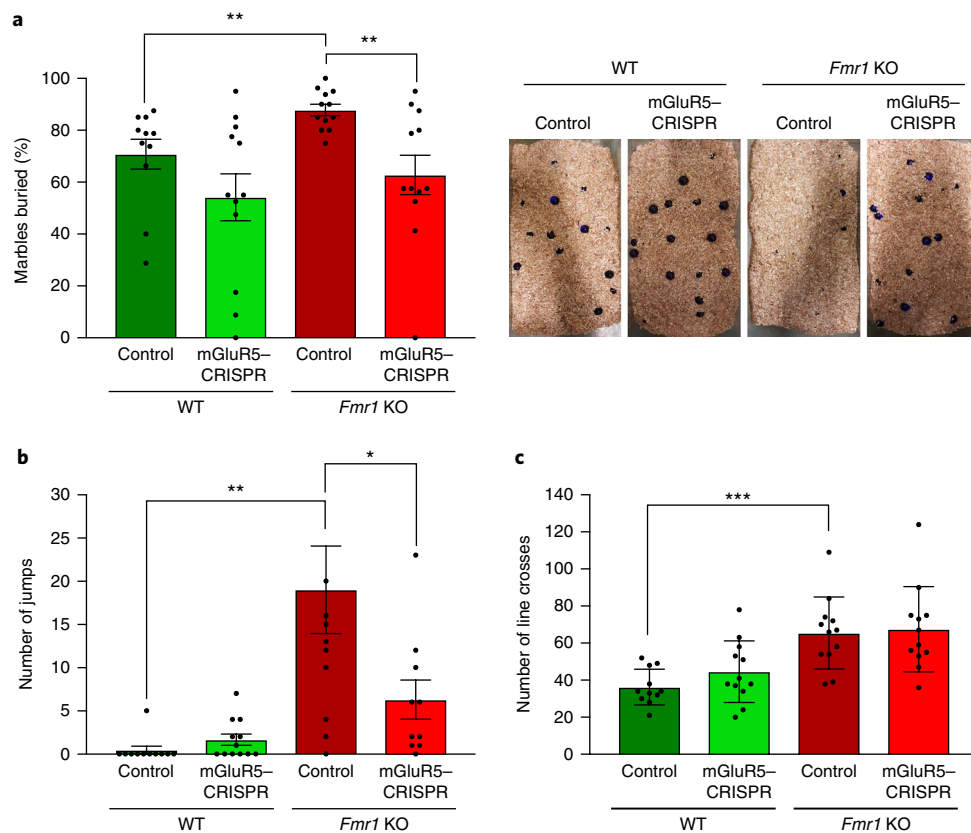 a
**
**
100
80
60
40
20
0
Marbles buried (%)
Control
mGluR5–
CRISPR
Control
mGluR5–
CRISPR
WT
Fmr1 KO
WT
Fmr1 KO
Control
mGluR5–
CRISPR
Control
mGluR5–
CRISPR
b
*
**
30
25
20
15
10
5
0
Number of jumps
Control
mGluR5–
CRISPR
Control
mGluR5–
CRISPR
WT
Fmr1 KO
c
***
140
120
100
80
60
40
20
0
Number of line crosses
Control
mGluR5–
CRISPR
Control
mGluR5–
CRISPR
WT
Fmr1 KO